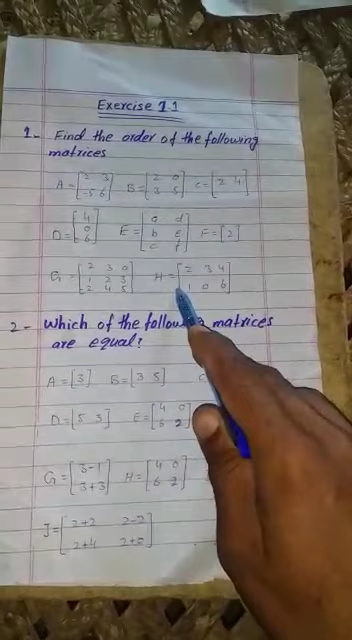 Exercise 1.1
1- Find the order of the following
matrices
A = [2 3; -5 6] B = [2 0; 3 5] C = [2 4]
D = [4; 0; 6] E = [a d; b e; c f] F = [2]
G = [2 3 0; 1 2 3; 2 4 5] H = [2 3 4; 1 0 6]
2- Which of the following matrices
are equal?
A = [3] B = [3 5] C
D = [5 3] E = [4 0; 6 2]
G = [3-1; 3+3] H = [4 0; 6 2]
J = [2+2 2-2; 2+4 2+0]